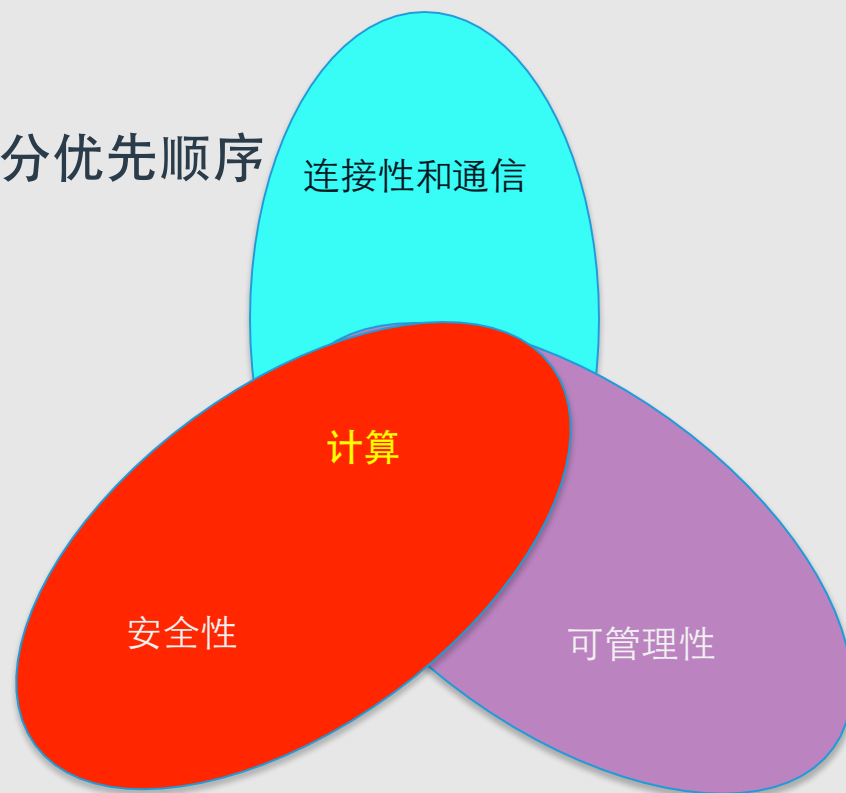 分优先顺序
连接性和通信
计算
安全性
可管理性